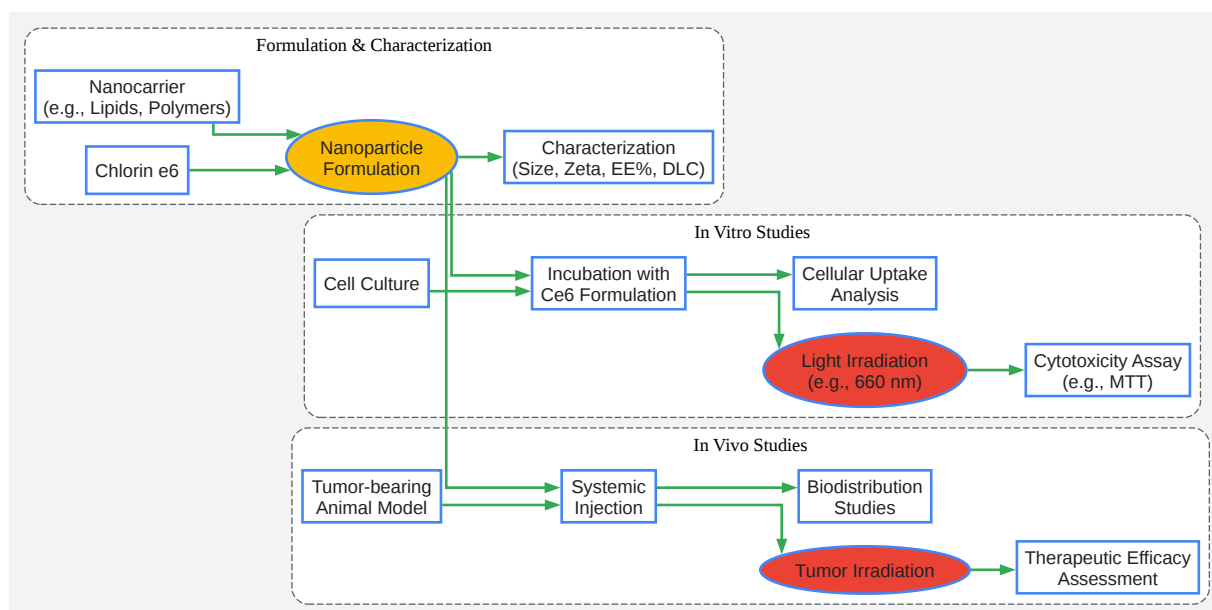 Formulation & Characterization
Nanocarrier
(e.g., Lipids, Polymers)
Chlorin e6
Nanoparticle
Formulation
Characterization
(Size, Zeta, EE%, DLC)
In Vitro Studies
Cell Culture
Incubation with
Ce6 Formulation
Cellular Uptake
Analysis
Light Irradiation
(e.g., 660 nm)
Cytotoxicity Assay
(e.g., MTT)
In Vivo Studies
Tumor-bearing
Animal Model
Systemic
Injection
Biodistribution
Studies
Tumor Irradiation
Therapeutic Efficacy
Assessment